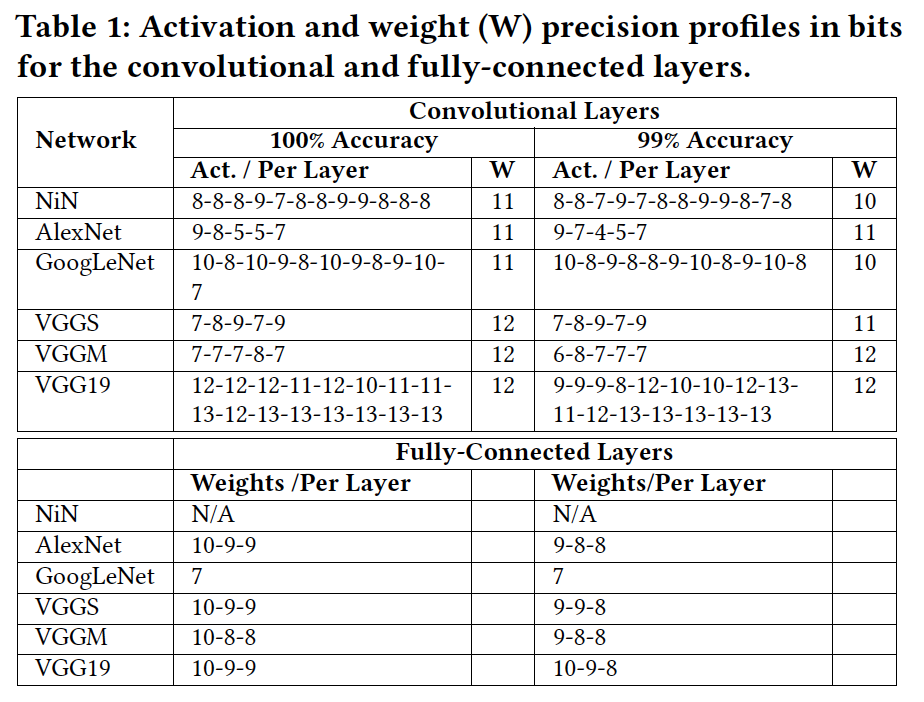 Table 1: Activation and weight (W) precision profiles in bits
for the convolutional and fully-connected layers.
Network
Convolutional Layers
100% Accuracy 99% Accuracy
Act. / Per Layer W Act. / Per Layer W
NiN 8-8-8-9-7-8-8-9-9-8-8-8 11 8-8-7-9-7-8-8-9-9-8-7-8 10
AlexNet 9-8-5-5-7 11 9-7-4-5-7 11
GoogLeNet 10-8-10-9-8-10-9-8-9-10- 11 10-8-9-8-8-9-10-8-9-10-8 10
7
VGGS 7-8-9-7-9 12 7-8-9-7-9 11
VGGM 7-7-7-8-7 12 6-8-7-7-7 12
VGG19 12-12-12-11-12-10-11-11- 12 9-9-9-8-12-10-10-12-13- 12
13-12-13-13-13-13-13-13 11-12-13-13-13-13-13
Fully-Connected Layers
Weights /Per Layer Weights/Per Layer
NiN N/A N/A
AlexNet 10-9-9 9-8-8
GoogLeNet 7 7
VGGS 10-9-9 9-9-8
VGGM 10-8-8 9-8-8
VGG19 10-9-9 10-9-8